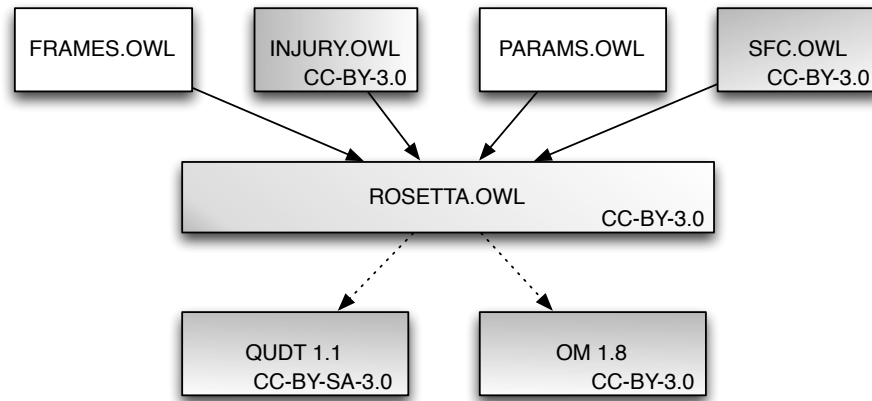 FRAMES.OWL
INJURY.OWL
CC-BY-3.0
PARAMS.OWL
SFC.OWL
CC-BY-3.0
ROSETTA.OWL
CC-BY-3.0
QUDT 1.1
CC-BY-SA-3.0
OM 1.8
CC-BY-3.0